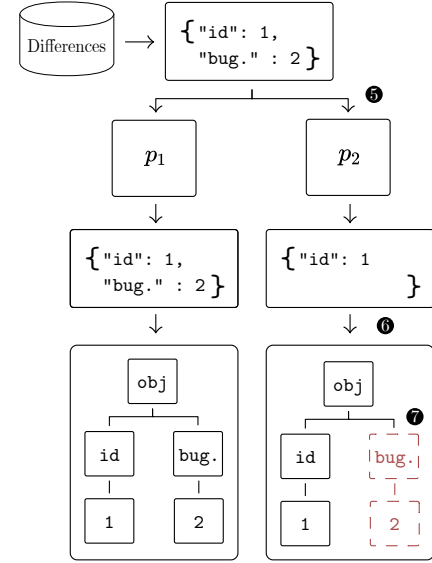 Differences
{"id": 1,
"bug." : 2}
5
p1
p2
{"id": 1,
"bug." : 2}
{"id": 1
}
6
obj
obj
7
id
bug.
id
bug.
1
2
1
2